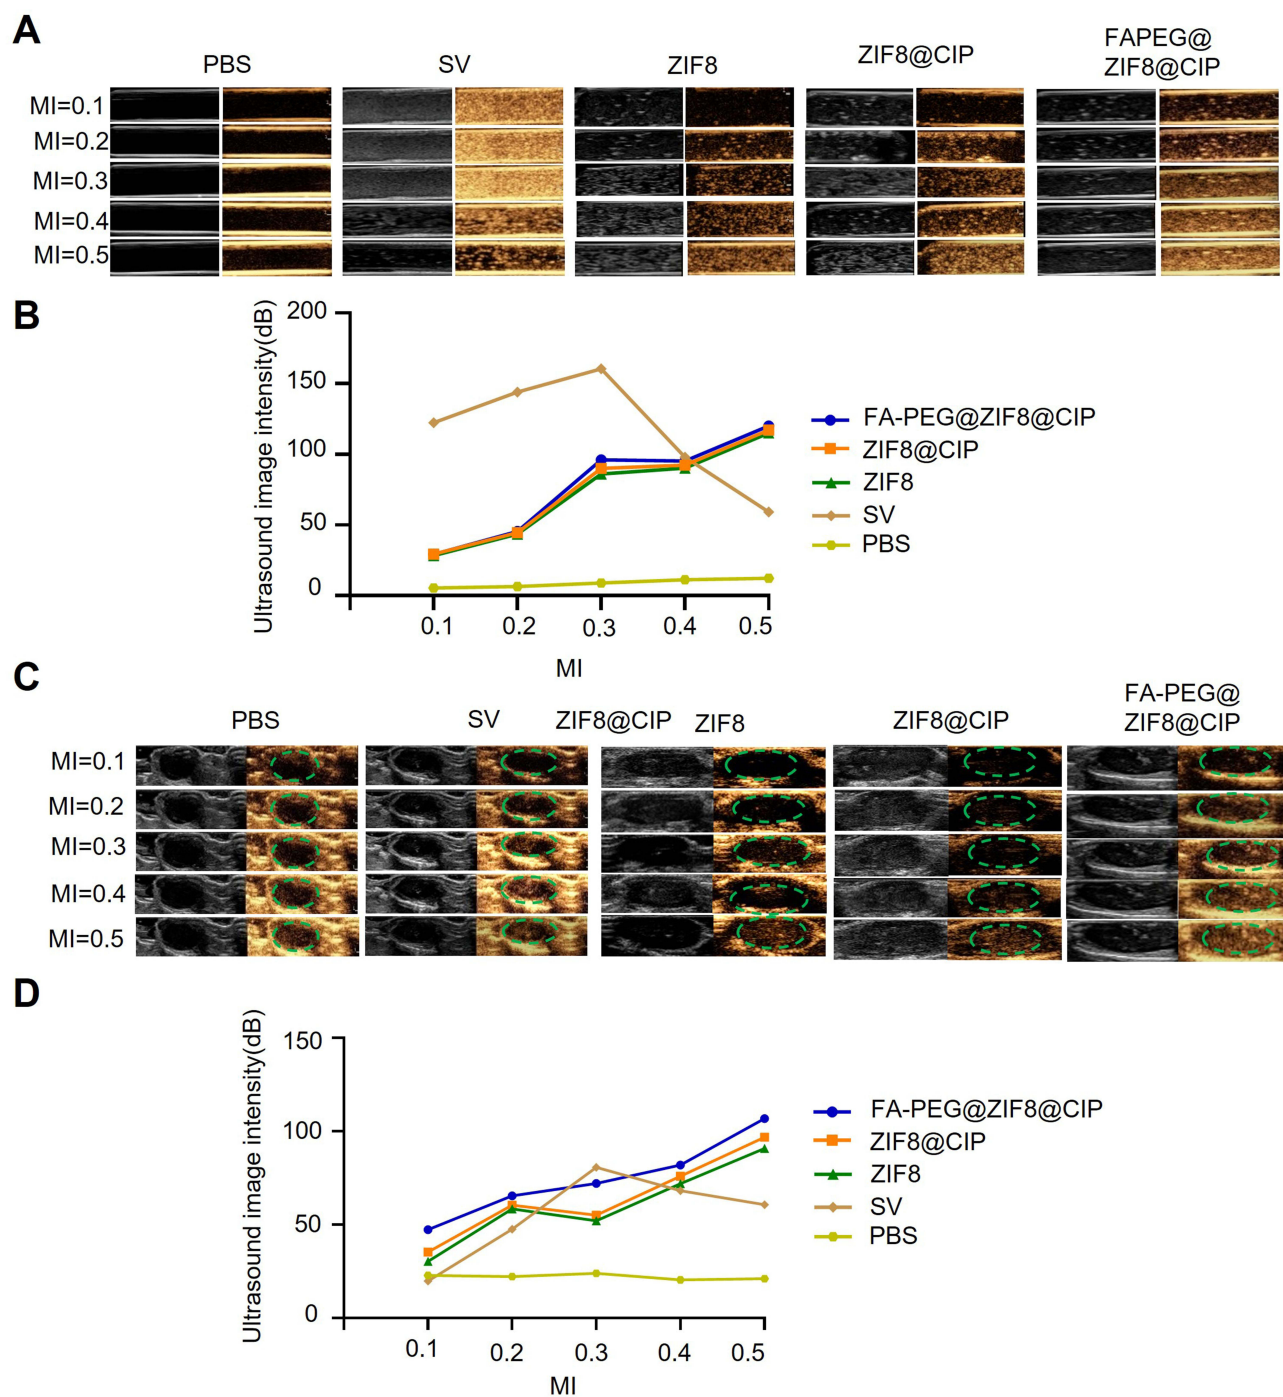 A
PBS
SV
ZIF8
ZIF8@CIP
FAPEG@
ZIF8@CIP
MI=0.1
MI=0.2
MI=0.3
MI=0.4
MI=0.5
B
Ultrasound image intensity(dB)
200
150
100
50
0
0.1 0.2 0.3 0.4 0.5
MI
FA-PEG@ZIF8@CIP
ZIF8@CIP
ZIF8
SV
PBS
C
PBS
SV
ZIF8@CIP
ZIF8
ZIF8@CIP
FA-PEG@
ZIF8@CIP
MI=0.1
MI=0.2
MI=0.3
MI=0.4
MI=0.5
D
Ultrasound image intensity(dB)
150
100
50
0
0.1 0.2 0.3 0.4 0.5
MI
FA-PEG@ZIF8@CIP
ZIF8@CIP
ZIF8
SV
PBS